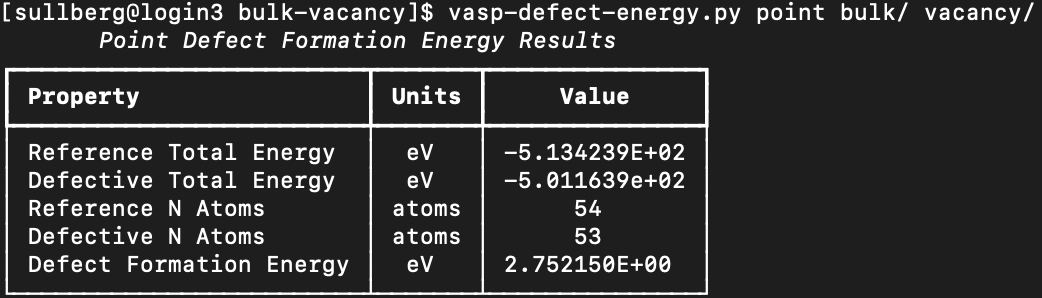 [sullberg@login3 bulk-vacancy]$ vasp-defect-energy.py point bulk/ vacancy/
Point Defect Formation Energy Results
Property Units Value
Reference Total Energy eV -5.134239E+02
Defective Total Energy eV -5.011639e+02
Reference N Atoms atoms 54
Defective N Atoms atoms 53
Defect Formation Energy eV 2.752150E+00